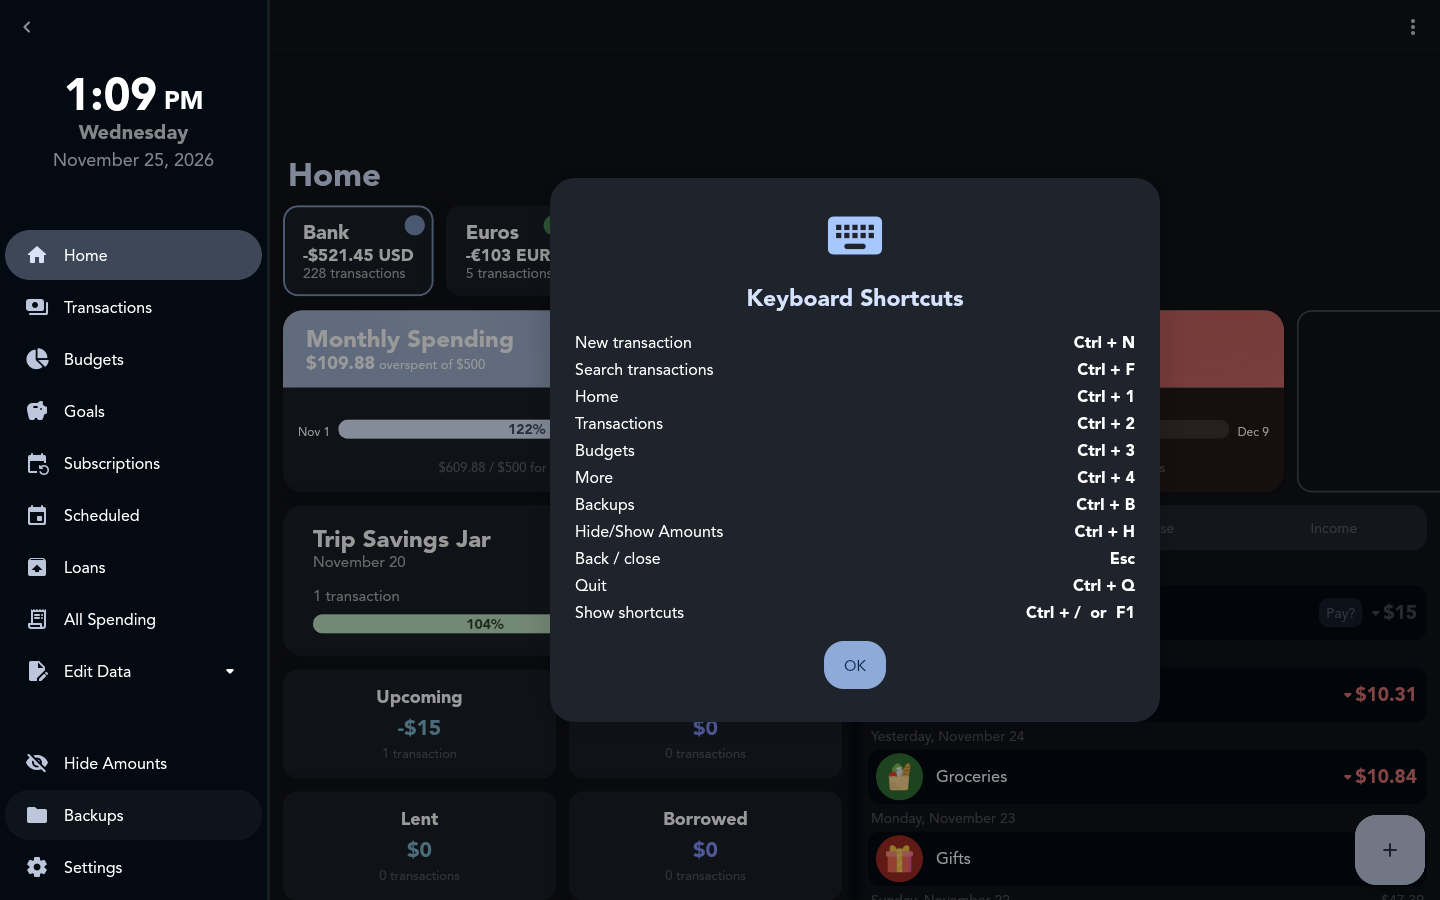 1:09 PM
Wednesday
November 25, 2026
Home
Transactions
Budgets
Goals
Subscriptions
Scheduled
Loans
All Spending
Edit Data
Hide Amounts
Backups
Settings
Home
Bank
-$521.45 USD
228 transactions
Euros
-€103 EUR
5 transactions
Monthly Spending
$109.88 overspent of $500
Nov 1
122%
$609.88 / $500 for
Dec 9
Trip Savings Jar
November 20
1 transaction
104%
Upcoming
-$15
1 transaction
$0
0 transactions
Lent
$0
0 transactions
Borrowed
$0
0 transactions
Keyboard Shortcuts
New transaction Ctrl + N
Search transactions Ctrl + F
Home Ctrl + 1
Transactions Ctrl + 2
Budgets Ctrl + 3
More Ctrl + 4
Backups Ctrl + B
Hide/Show Amounts Ctrl + H
Back / close Esc
Quit Ctrl + Q
Show shortcuts Ctrl + / or F1
OK
Income
Pay? $15
$10.31
Yesterday, November 24
Groceries $10.84
Monday, November 23
Gifts
+